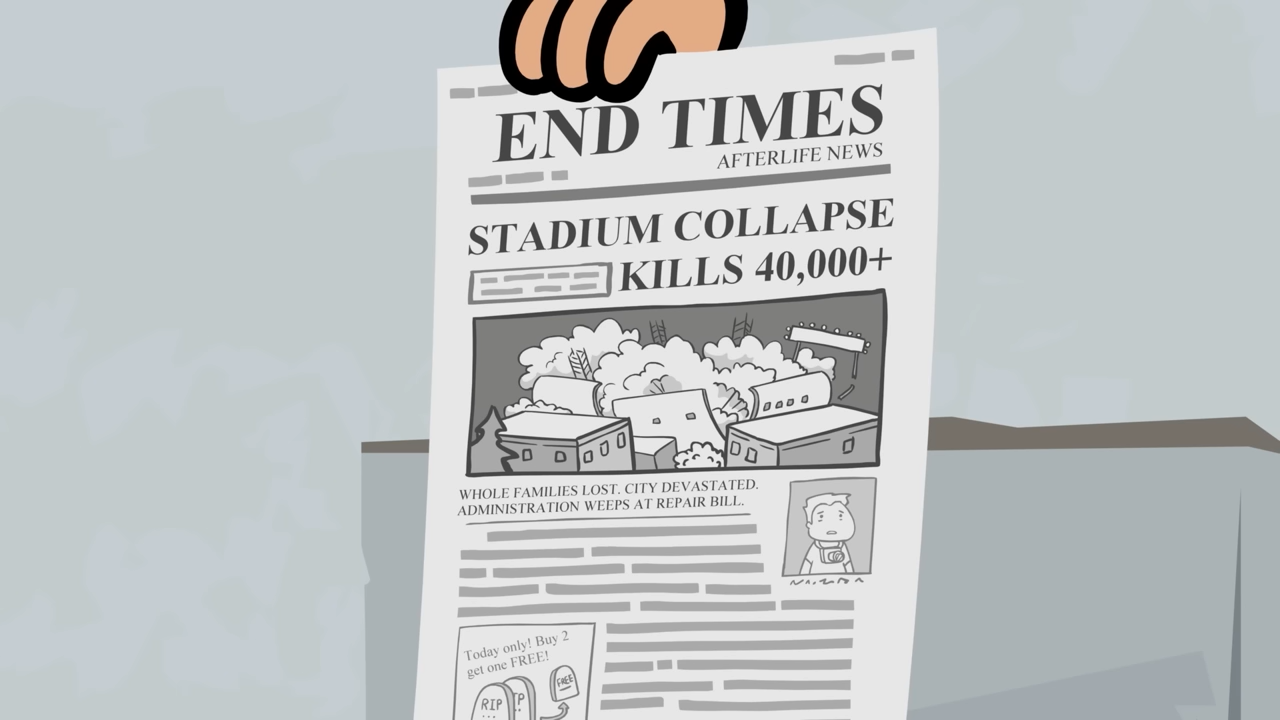 END TIMES
AFTERLIFE NEWS
STADIUM COLLAPSE
KILLS 40,000+
WHOLE FAMILIES LOST. CITY DEVASTATED.
ADMINISTRATION WEEPS AT REPAIR BILL.
Today only! Buy 2
get one FREE!
FREE
RIP
IP